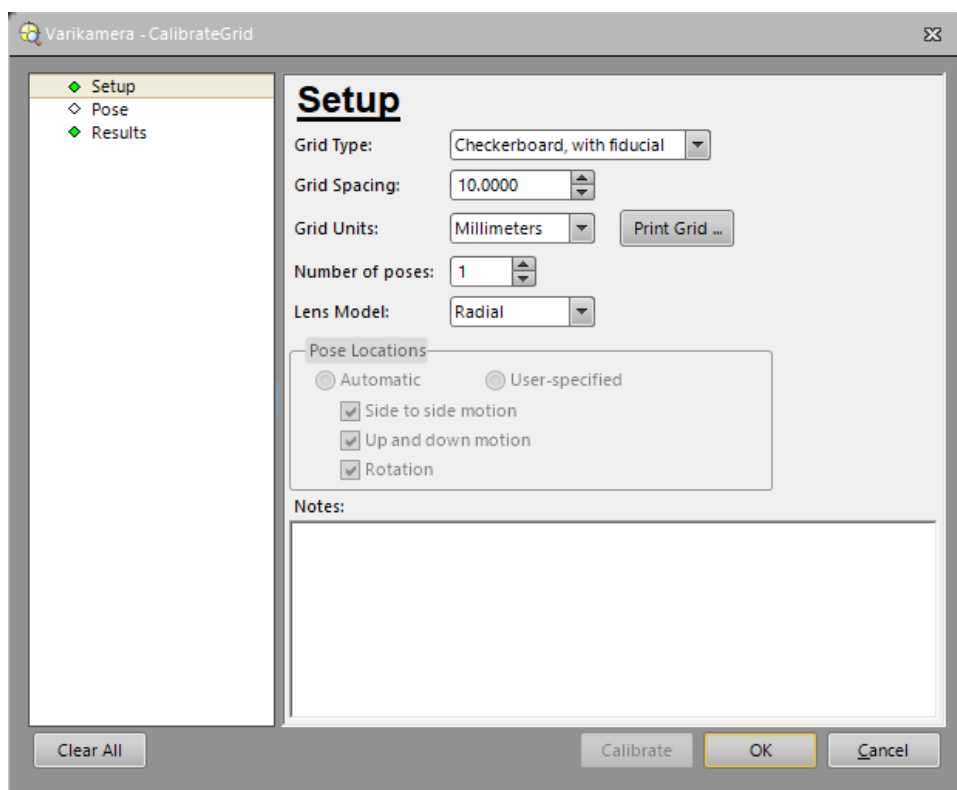 Varikamera - CalibrateGrid
Setup
Pose
Results
Setup
Grid Type: Checkerboard, with fiducial
Grid Spacing: 10.0000
Grid Units: Millimeters Print Grid ...
Number of poses: 1
Lens Model: Radial
Pose Locations
Automatic User-specified
Side to side motion
Up and down motion
Rotation
Notes:
Clear All Calibrate OK Cancel